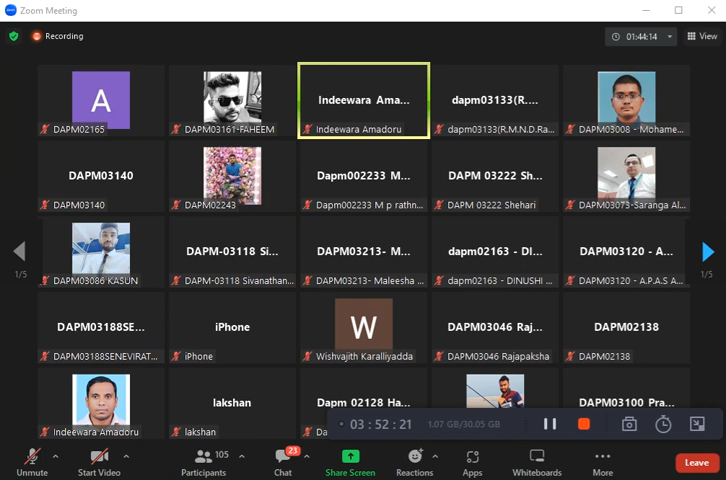 Zoom Meeting
Recording
01:44:14
View
A
DAPM02165
DAPM03161-FAHEEM
Indeewara Ama...
Indeewara Amadoru
dapm03133(R....
dapm03133(R.M.N.D.Ra...
DAPM03008 - Mohame...
DAPM03140
DAPM03140
DAPM02243
Dapm002233 M...
Dapm002233 M p rathn...
DAPM 03222 Sh...
DAPM 03222 Shehari
DAPM03073-Saranga Al...
1/5
DAPM03086 KASUN
DAPM-03118 Si...
DAPM-03118 Sivanathan...
DAPM03213- M...
DAPM03213- Maleesha ...
dapm02163 - DI...
dapm02163 - DINUSHI ...
DAPM03120 - A...
DAPM03120 - A.P.A.S A...
1/5
DAPM03188SE...
DAPM03188SENEVIRAT...
iPhone
iPhone
W
Wishvajith Karalliyadda
DAPM03046 Raj...
DAPM03046 Rajapaksha
DAPM02138
DAPM02138
Indeewara Amadoru
lakshan
lakshan
Dapm 02128 Ha...
DAPM03100 Pra...
03:52:21
1.07 GB/30.05 GB
Unmute
Start Video
105
Participants
23
Chat
Share Screen
Reactions
Apps
Whiteboards
More
Leave